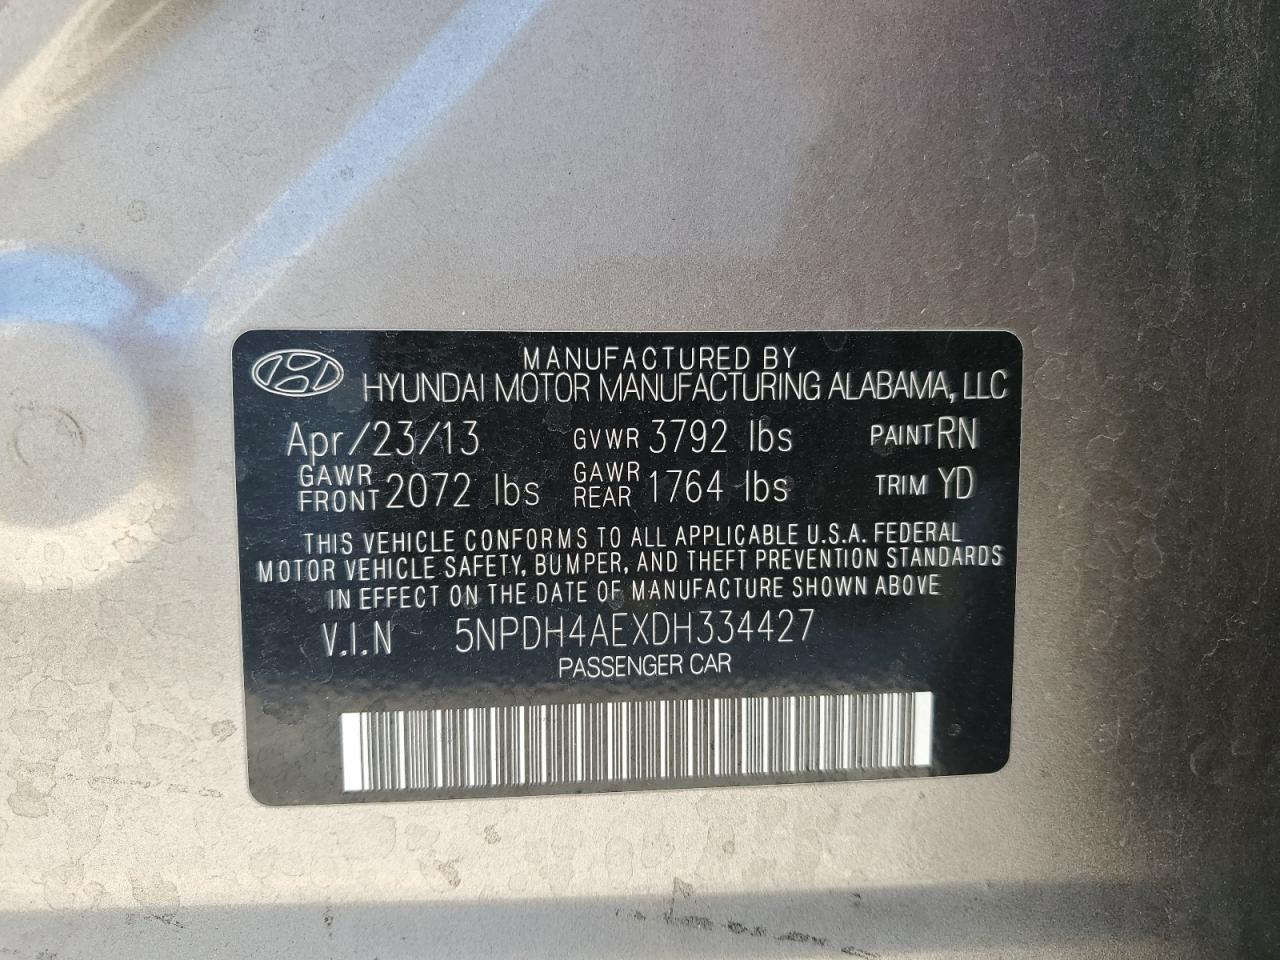 MANUFACTURED BY
HYUNDAI MOTOR MANUFACTURING ALABAMA, LLC
Apr/23/13 GVWR 3792 lbs PAINT RN
GAWR FRONT 2072 lbs GAWR REAR 1764 lbs TRIM YD
THIS VEHICLE CONFORMS TO ALL APPLICABLE U.S.A. FEDERAL
MOTOR VEHICLE SAFETY, BUMPER, AND THEFT PREVENTION STANDARDS
IN EFFECT ON THE DATE OF MANUFACTURE SHOWN ABOVE
V.I.N 5NPDH4AEXDH334427
PASSENGER CAR